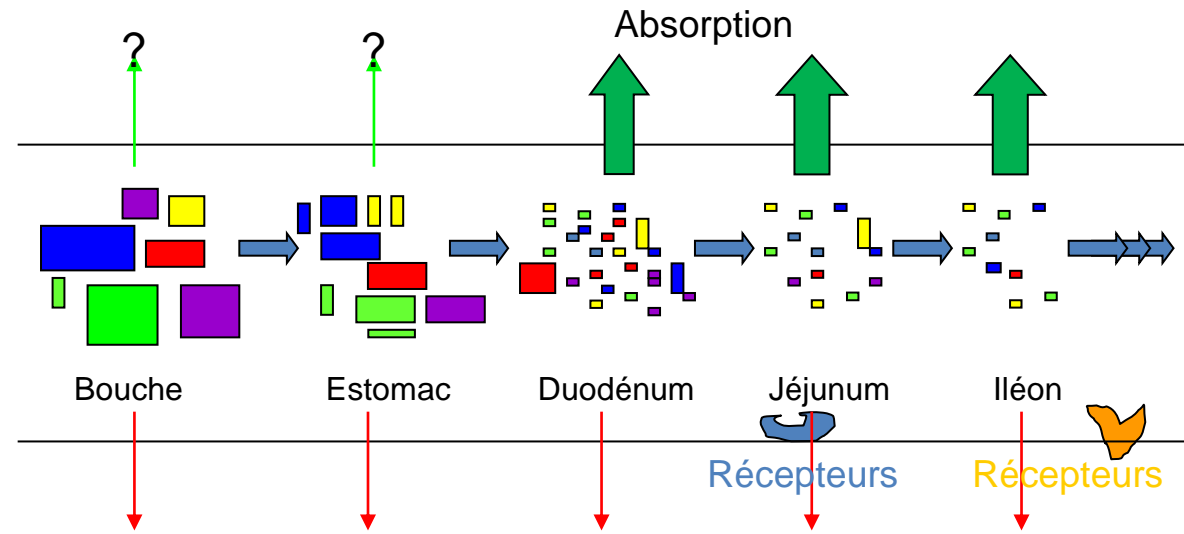 Absorption
?
?
Bouche
Estomac
Duodénum
Jéjunum
Iléon
Récepteurs
Récepteurs